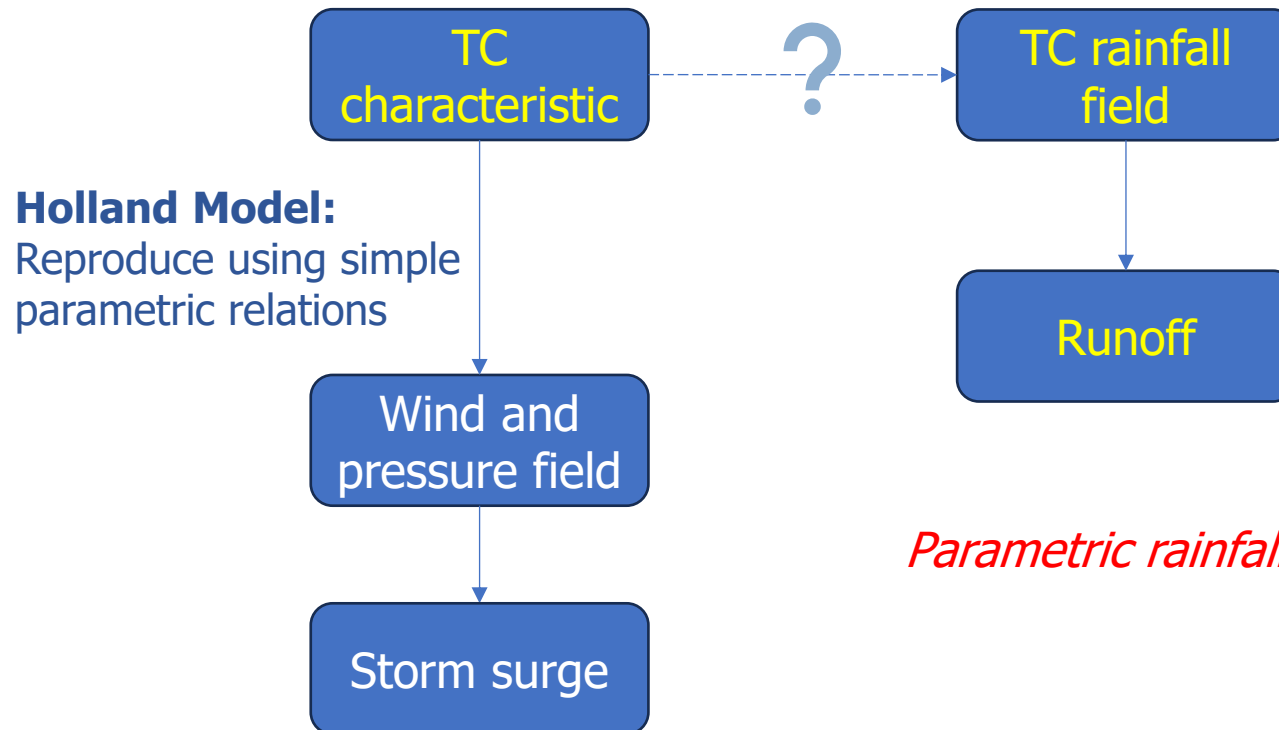 TC
characteristic
?
TC rainfall
field
Holland Model:
Reproduce using simple
parametric relations
Runoff
Wind and
pressure field
Parametric rainfall
Storm surge